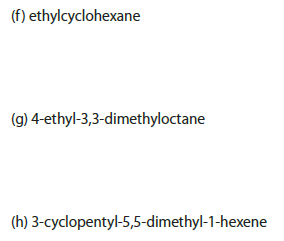 (f) ethylcyclohexane
(g) 4-ethyl-3,3-dimethyloctane
(h) 3-cyclopentyl-5,5-dimethyl-1-hexene